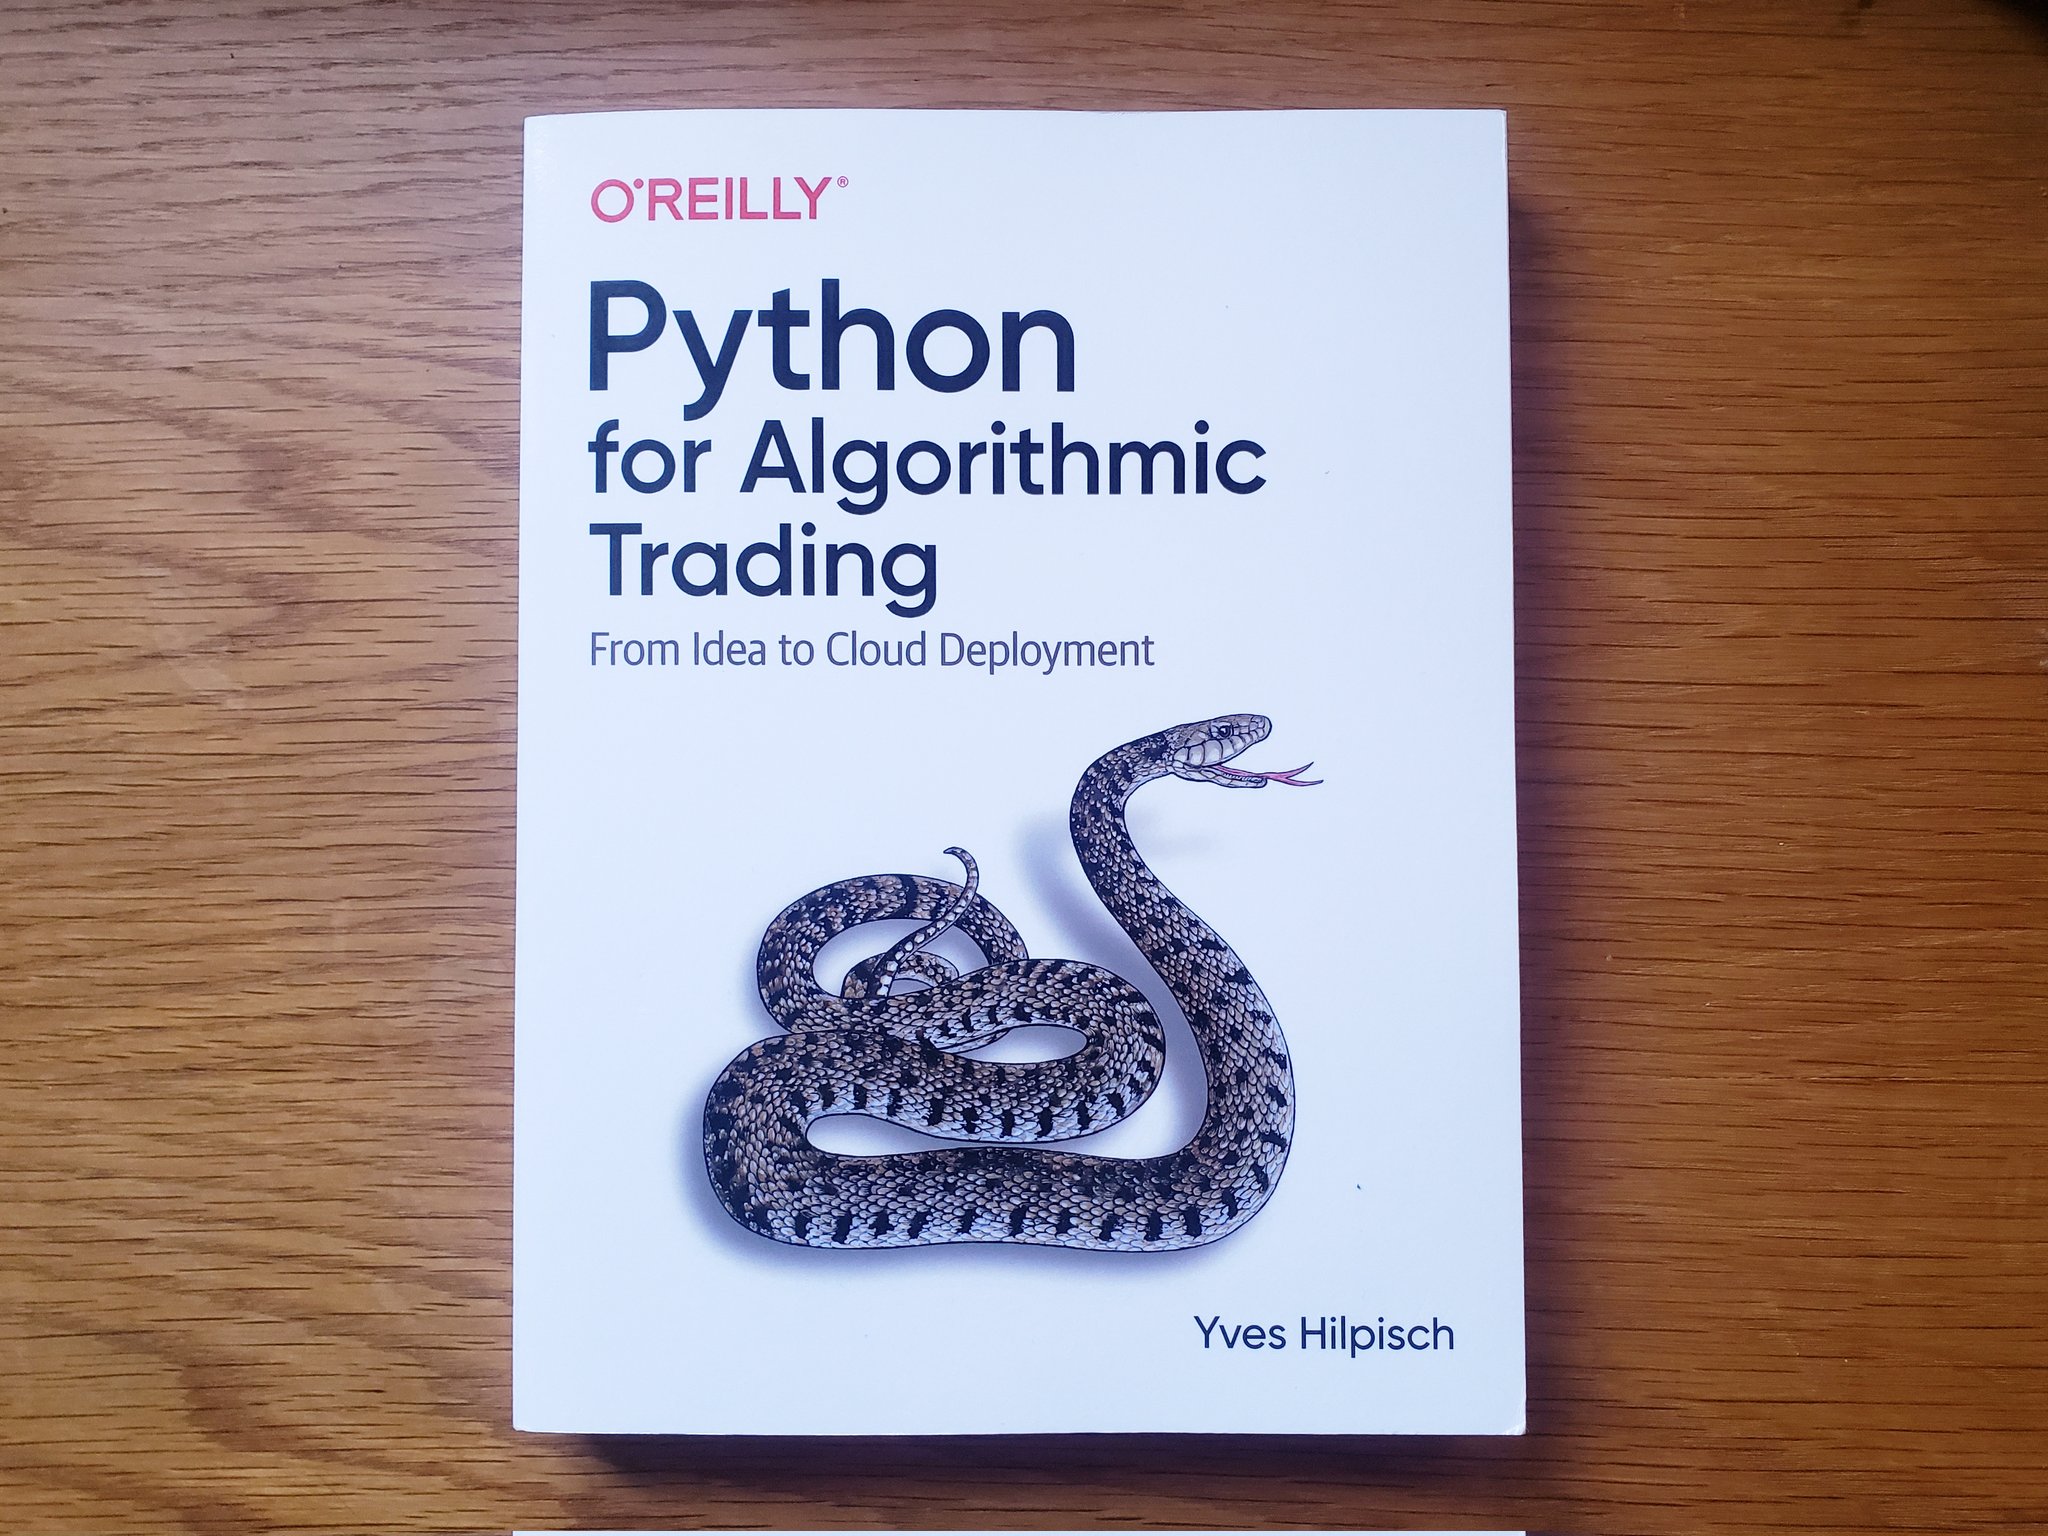 O'REILLY®
Python
for Algorithmic
Trading
From Idea to Cloud Deployment
Yves Hilpisch